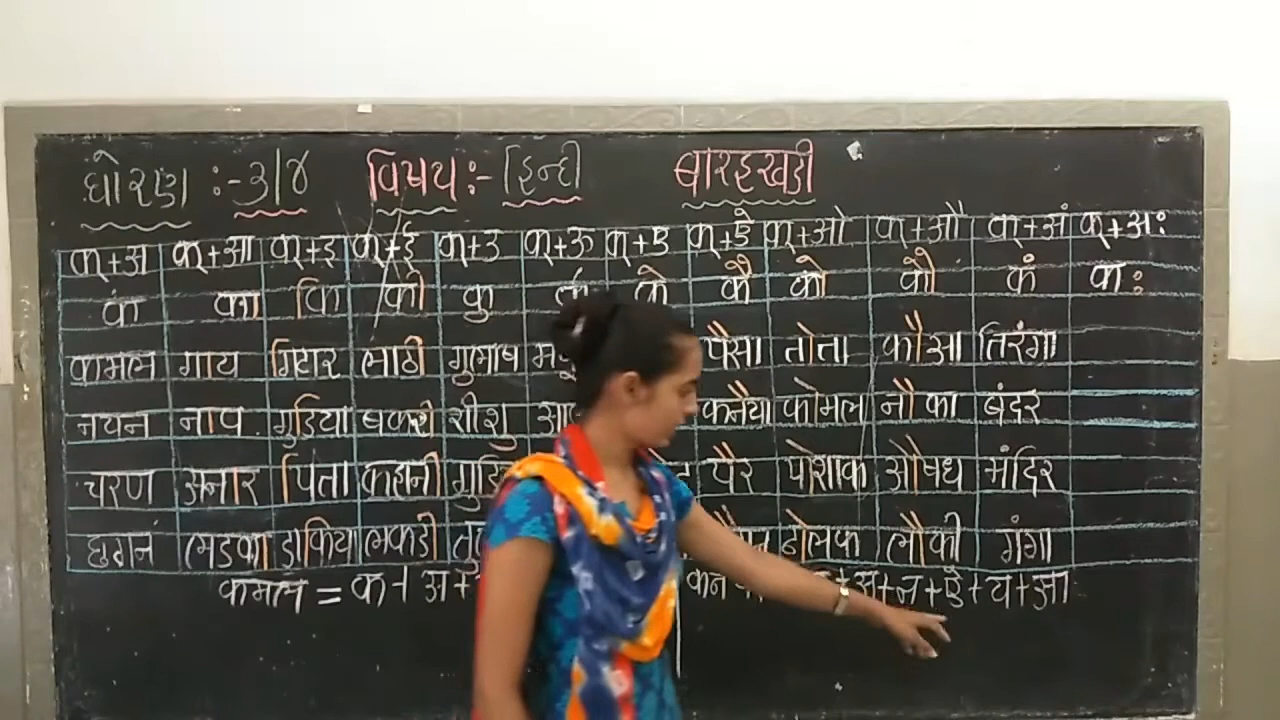 धोरण :- ३/४ विषय :- हिन्दी बारहखडी
क्+अ क्+आ क्+इ क्+ई क्+उ क्+ऊ क्+ए क्+ऐ क्+ओ क्+औ क्+अं क्+अः
क का कि की कु के कै को कौ कं कः
कमल गाय गिटार लाठी गुलाब पैसा तोता कौआ तिरंगा
नयन नाव गुडिया बकरी शीशु कनैया कोमल नौका बंदर
चरण अनार पिता कहानी पैर पोशाक औषध मंदिर
छगन लडका डाकिया लकडी ढोलक लौकी गंगा
कमल = क + अ + +अ+न+ऐ+य+आ